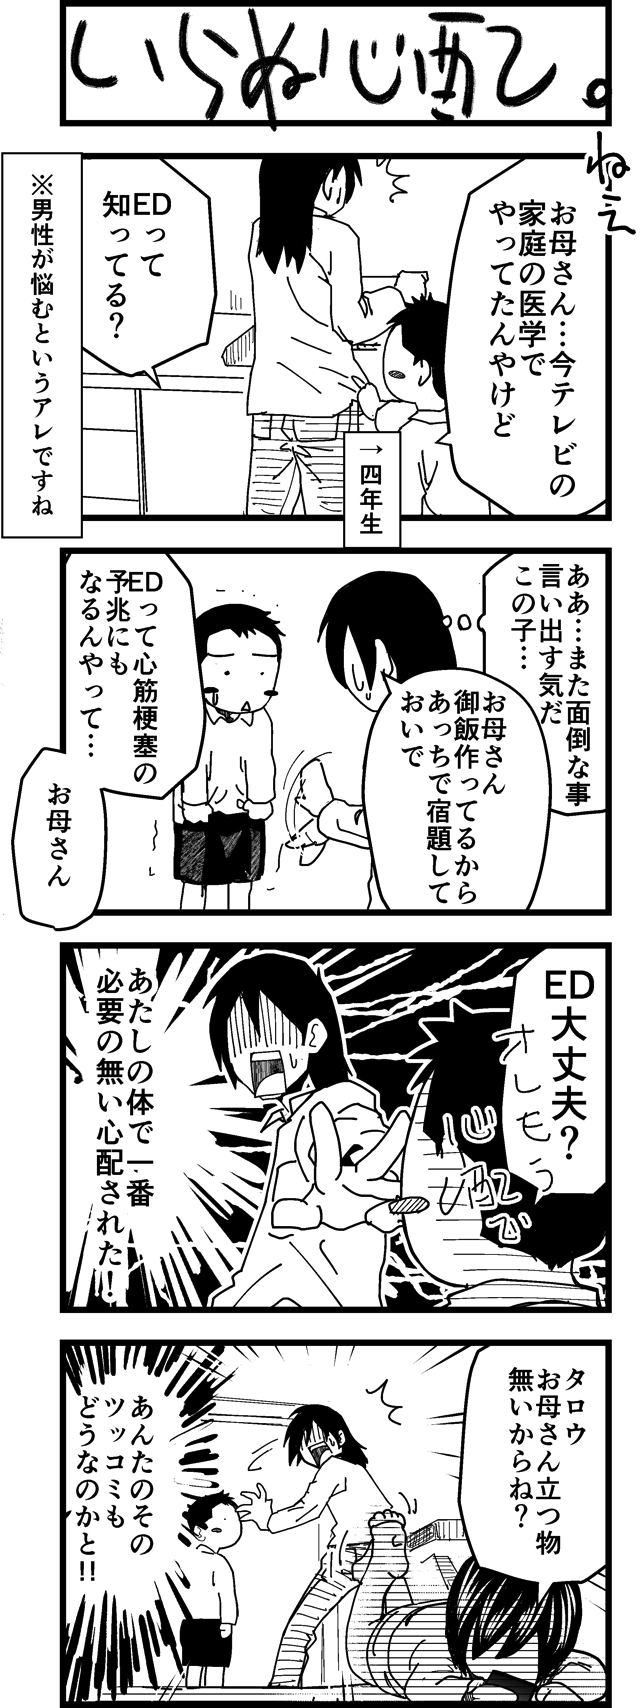 いらね心配て。
ねえ
お母さん…今テレビの
家庭の医学で
やってたんやけど
EDって
知ってる?
→四年生
※男性が悩むというアレですね
ああ…また面倒な事
言い出す気だ
この子…
お母さん
御飯作ってるから
あっちで宿題して
おいで
EDって心筋梗塞の
予兆にも
なるんやって…
お母さん
ED大丈夫?
オレもう
心配で
あたしの体で一番
必要の無い心配された!
タロウ
お母さん立つ物
無いからね?
あんたのその
ツッコミも
どうなのかと!!